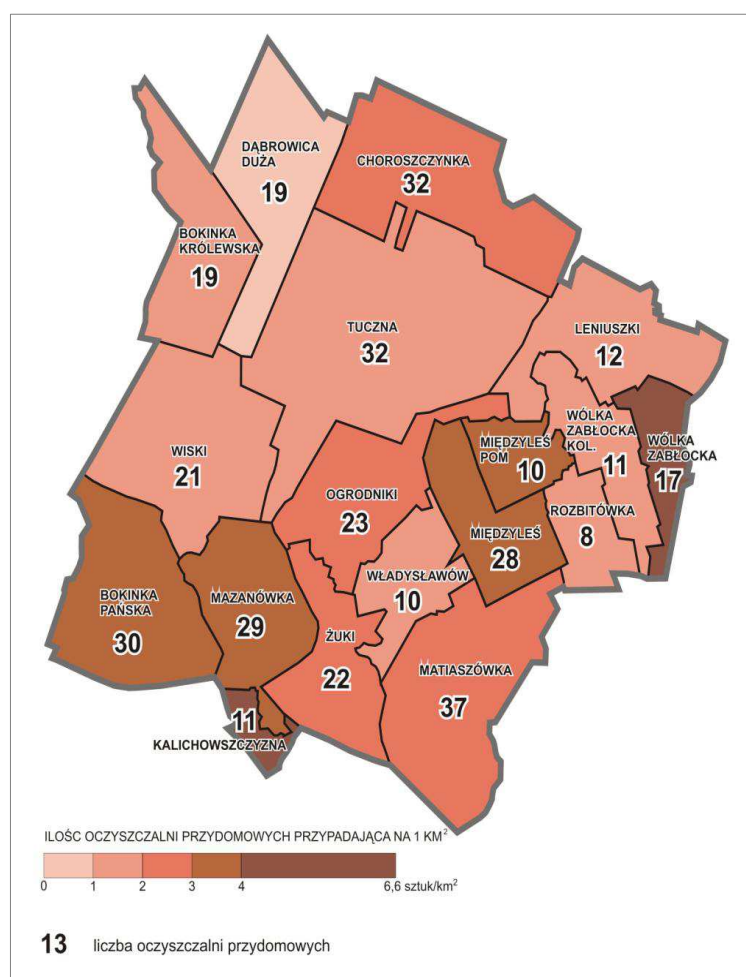 DĄBROWICA
DUŻA
19
CHOROSZCZYNKA
32
BOKINKA
KRÓLEWSKA
19
TUCZNA
32
LENIUSZKI
12
WISKI
21
OGRODNIKI
23
MIĘDZYLEŚ
POM
10
WÓLKA
ZABŁOCKA
KOL.
11
WÓLKA
ZABŁOCKA
17
ROZBITÓWKA
8
MIĘDZYLEŚ
28
WŁADYSŁAWÓW
10
BOKINKA
PAŃSKA
30
MAZANÓWKA
29
ŻUKI
22
MATIASZÓWKA
37
11
KALICHOWSZCZYZNA
ILOŚĆ OCZYSZCZALNI PRZYDOMOWYCH PRZYPADAJĄCA NA 1 KM²
0 1 2 3 4 6,6 sztuk/km²
13 liczba oczyszczalni przydomowych